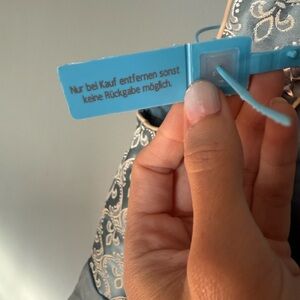 Nur bei Kauf entfernen sonst
keine Rückgabe möglich.